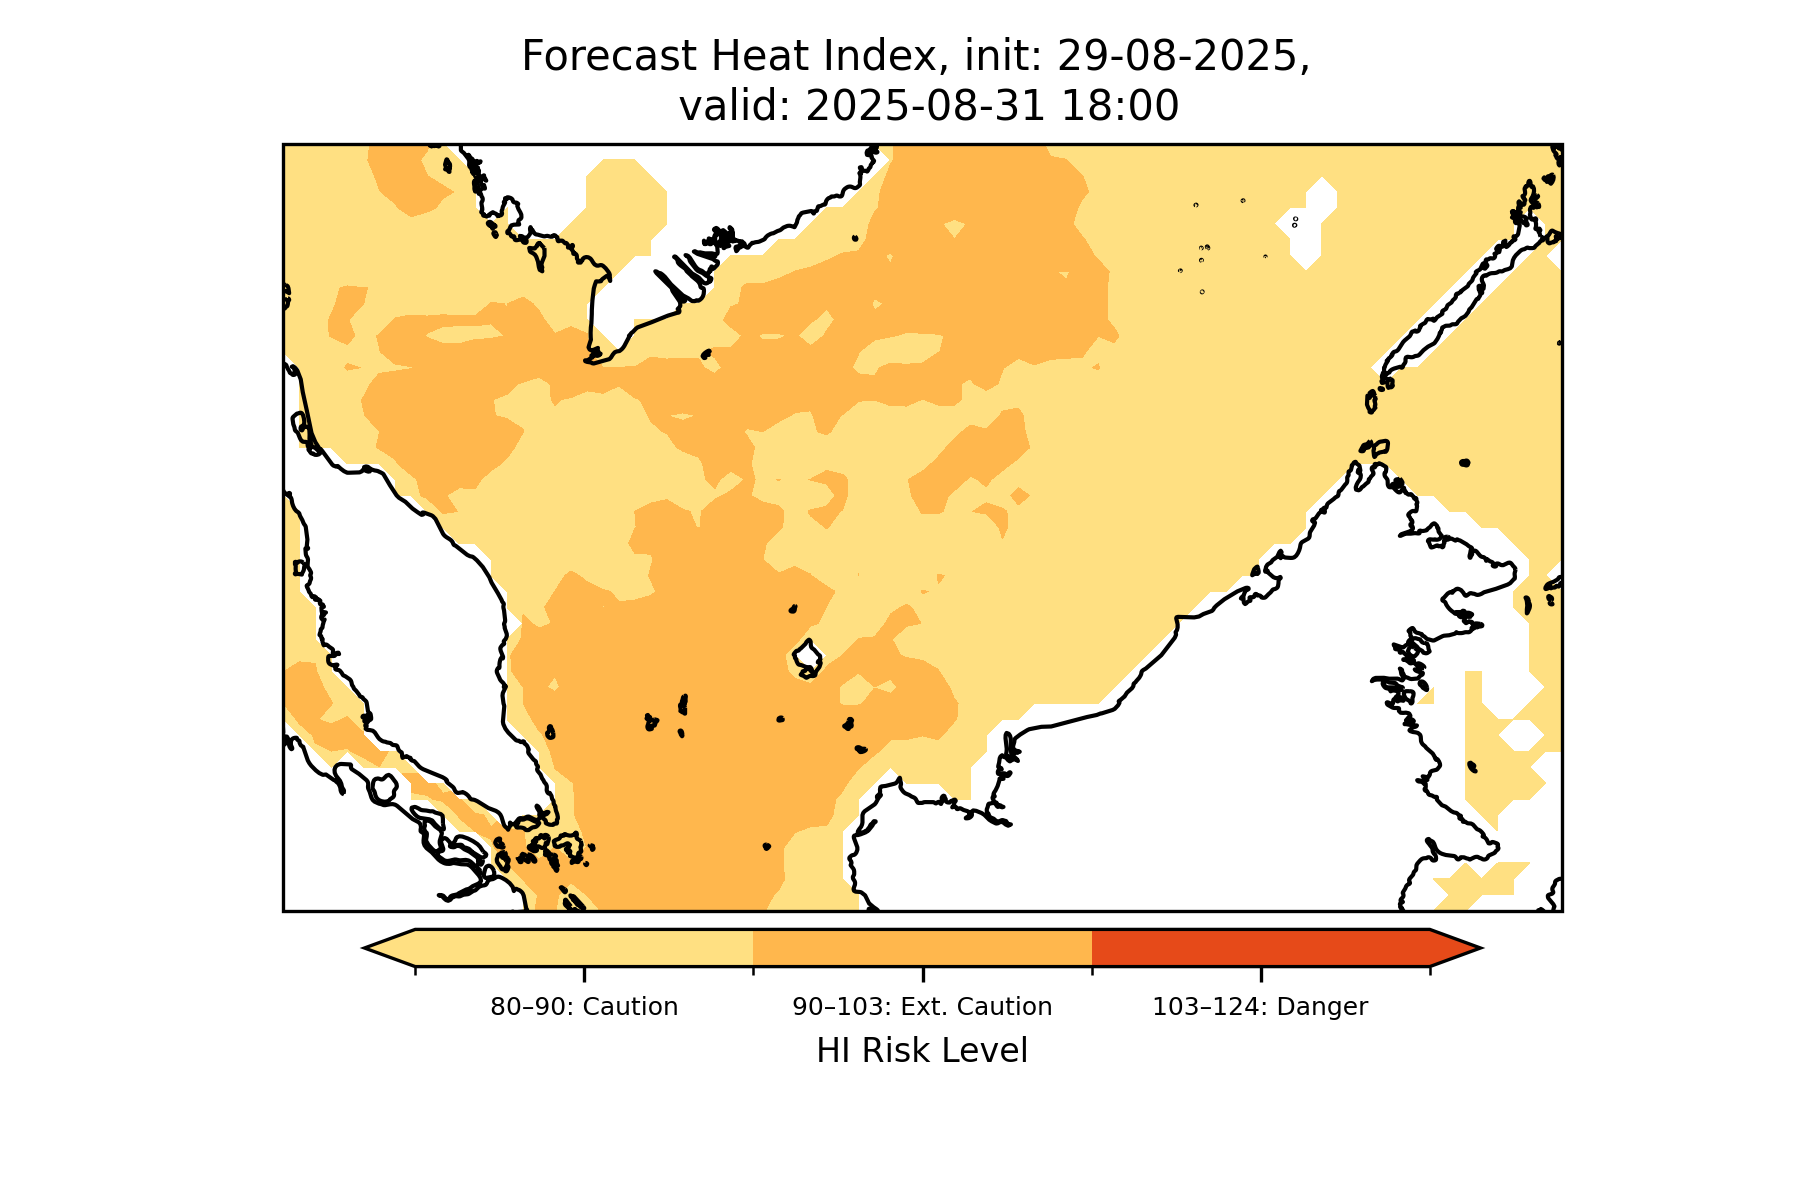 Forecast Heat Index, init: 29-08-2025,
valid: 2025-08-31 18:00
80–90: Caution
90–103: Ext. Caution
103–124: Danger
HI Risk Level